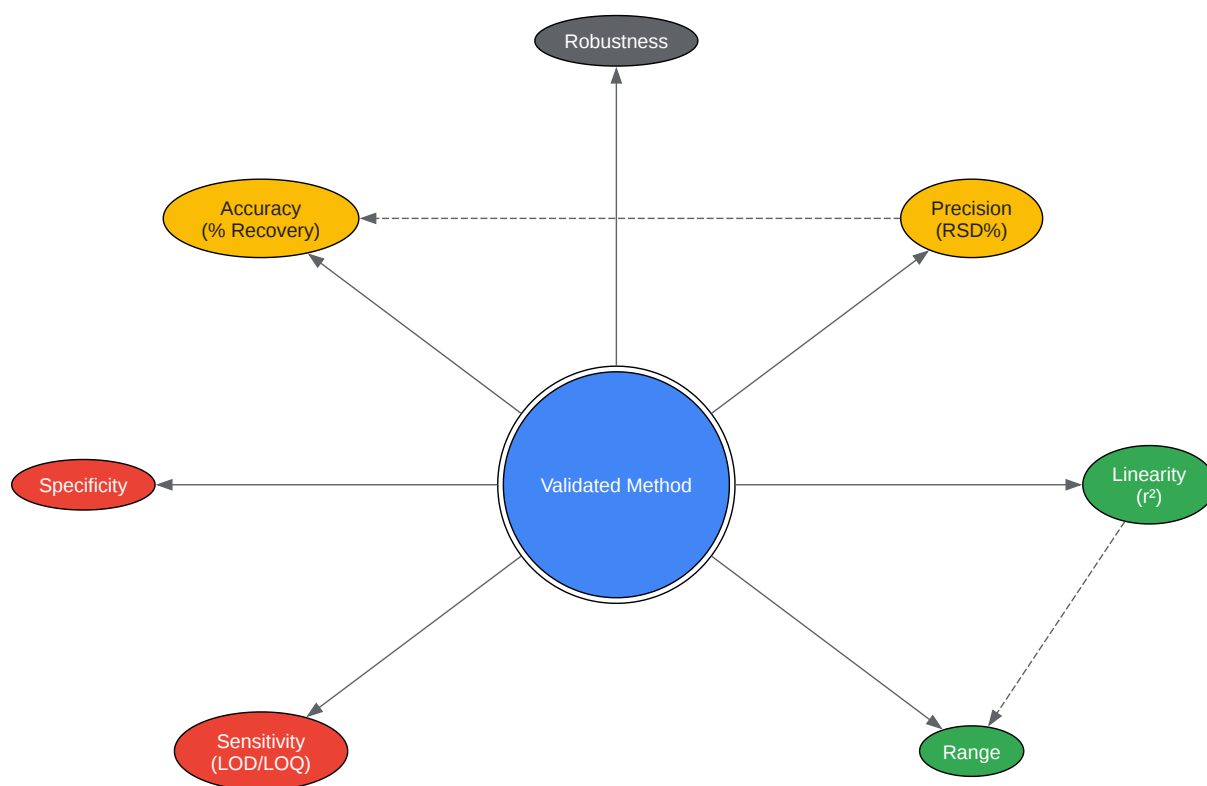 Robustness
Accuracy
(% Recovery)
Precision
(RSD%)
Specificity
Validated Method
Linearity
(r²)
Sensitivity
(LOD/LOQ)
Range